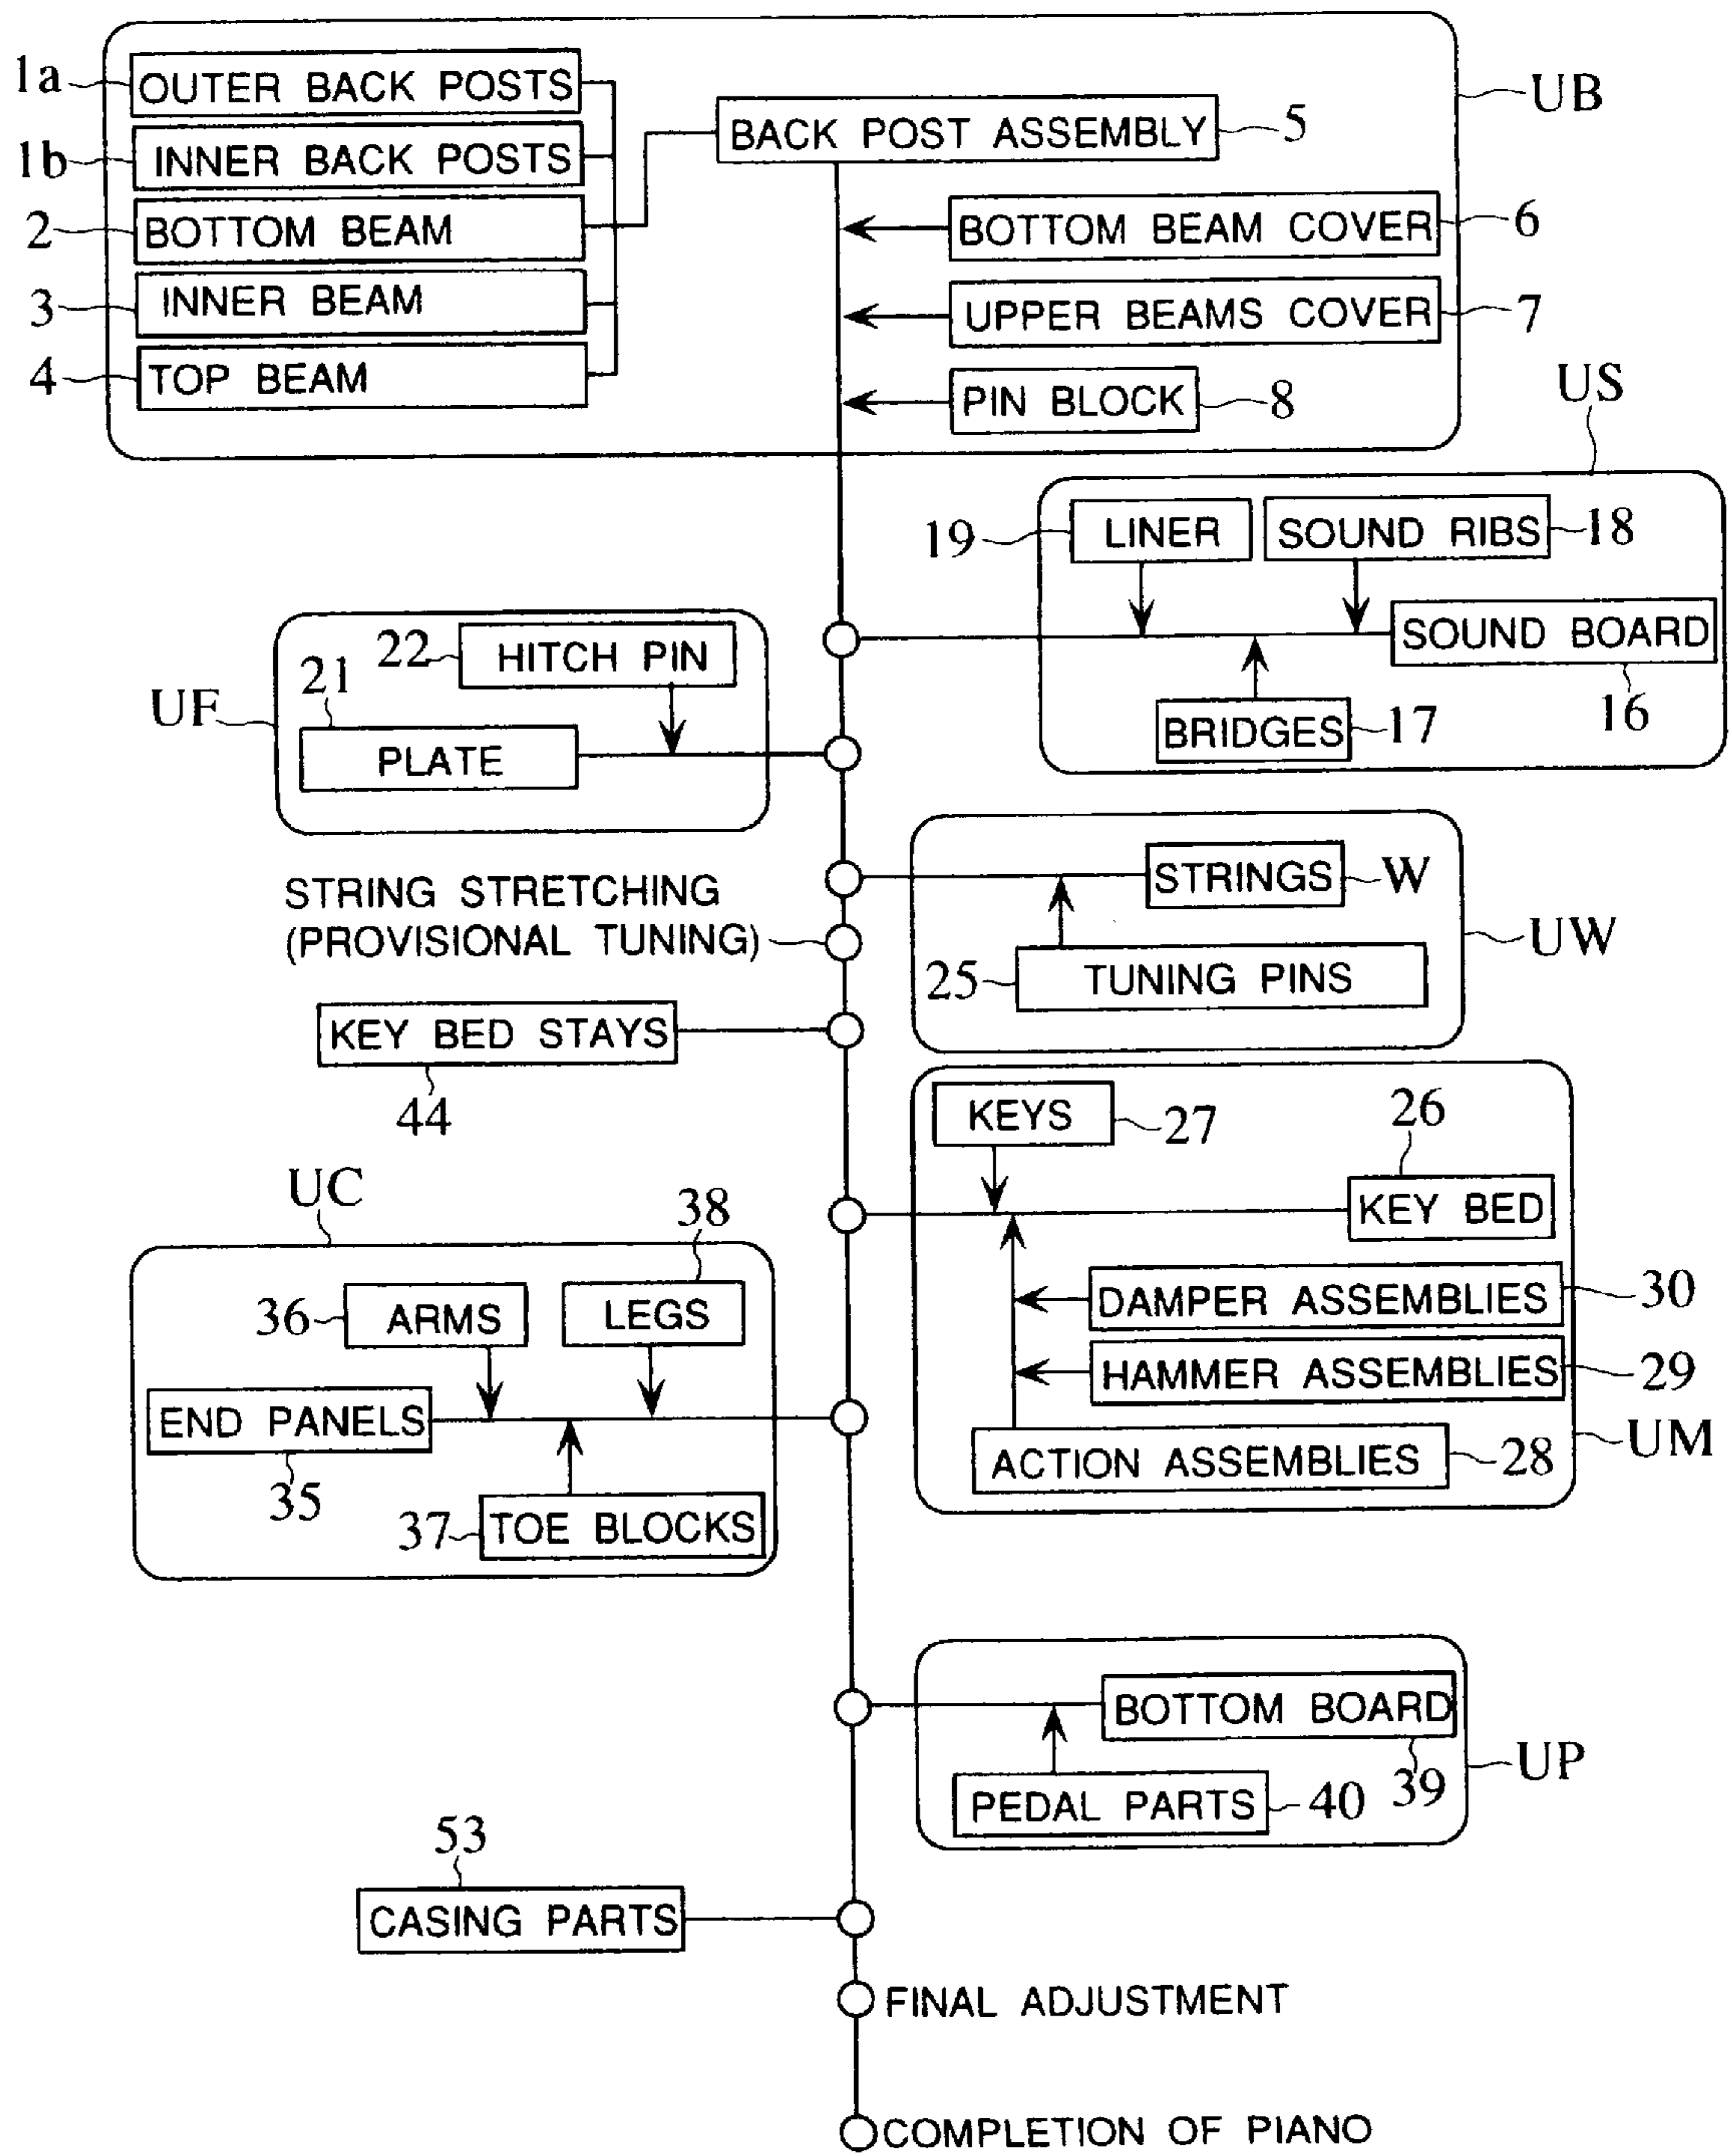 1a OUTER BACK POSTS
UB
BACK POST ASSEMBLY 5
1b INNER BACK POSTS
2 BOTTOM BEAM
BOTTOM BEAM COVER 6
3 INNER BEAM
UPPER BEAMS COVER 7
4 TOP BEAM
PIN BLOCK 8
US
19 LINER SOUND RIBS 18
SOUND BOARD
16
BRIDGES 17
22 HITCH PIN
21
UF
PLATE
STRINGS W
STRING STRETCHING
(PROVISIONAL TUNING)
UW
25 TUNING PINS
KEY BED STAYS
44
KEYS 27
26
KEY BED
UC
38
36 ARMS LEGS
DAMPER ASSEMBLIES 30
HAMMER ASSEMBLIES 29
END PANELS
35
UM
ACTION ASSEMBLIES 28
37 TOE BLOCKS
BOTTOM BOARD
39
UP
PEDAL PARTS 40
53
CASING PARTS
FINAL ADJUSTMENT
COMPLETION OF PIANO